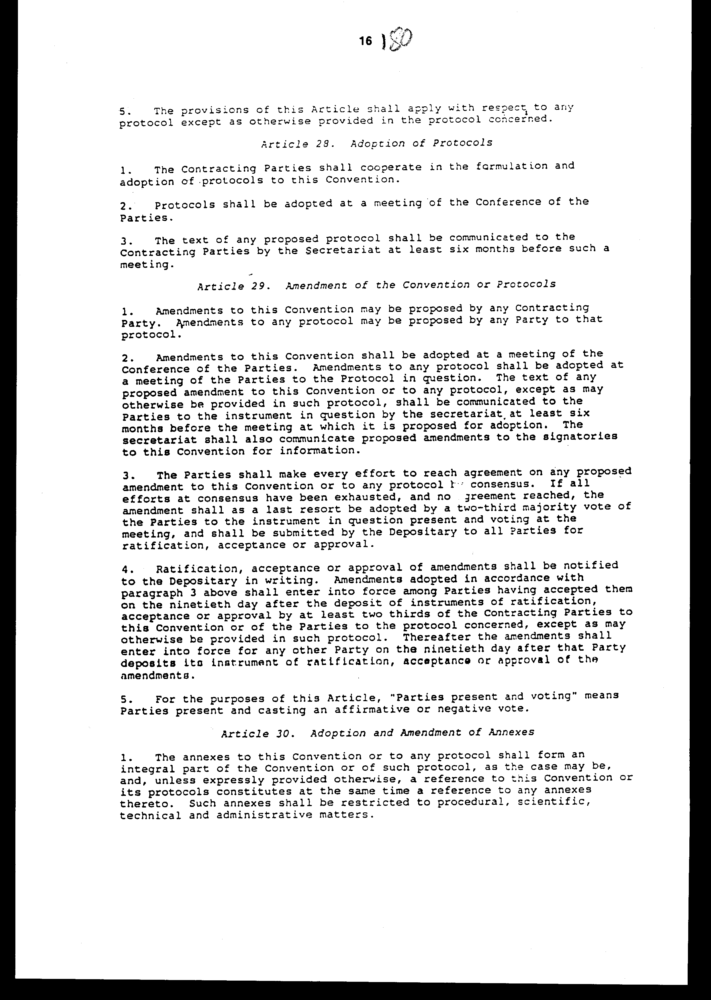 16 180
5. The provisions of this Article shall apply with respect to any
protocol except as otherwise provided in the protocol concerned.
Article 28. Adoption of Protocols
1. The Contracting Parties shall cooperate in the formulation and
adoption of protocols to this Convention.
2. Protocols shall be adopted at a meeting of the Conference of the
Parties.
3. The text of any proposed protocol shall be communicated to the
Contracting Parties by the Secretariat at least six months before such a
meeting.
Article 29. Amendment of the Convention or Protocols
1. Amendments to this Convention may be proposed by any Contracting
Party. Amendments to any protocol may be proposed by any Party to that
protocol.
2. Amendments to this Convention shall be adopted at a meeting of the
Conference of the Parties. Amendments to any protocol shall be adopted at
a meeting of the Parties to the Protocol in question. The text of any
proposed amendment to this Convention or to any protocol, except as may
otherwise be provided in such protocol, shall be communicated to the
Parties to the instrument in question by the secretariat at least six
months before the meeting at which it is proposed for adoption. The
secretariat shall also communicate proposed amendments to the signatories
to this Convention for information.
3. The Parties shall make every effort to reach agreement on any proposed
amendment to this Convention or to any protocol consensus. If all
efforts at consensus have been exhausted, and no greement reached, the
amendment shall as a last resort be adopted by a two-third majority vote of
the Parties to the instrument in question present and voting at the
meeting, and shall be submitted by the Depositary to all Parties for
ratification, acceptance or approval.
4. Ratification, acceptance or approval of amendments shall be notified
to the Depositary in writing. Amendments adopted in accordance with
paragraph 3 above shall enter into force among Parties having accepted them
on the ninetieth day after the deposit of instruments of ratification,
acceptance or approval by at least two thirds of the Contracting Parties to
this Convention or of the Parties to the protocol concerned, except as may
otherwise be provided in such protocol. Thereafter the amendments shall
enter into force for any other Party on the ninetieth day after that Party
deposits its instrument of ratification, acceptance or approval of the
amendments.
5. For the purposes of this Article, "Parties present and voting" means
Parties present and casting an affirmative or negative vote.
Article 30. Adoption and Amendment of Annexes
1. The annexes to this Convention or to any protocol shall form an
integral part of the Convention or of such protocol, as the case may be,
and, unless expressly provided otherwise, a reference to this Convention or
its protocols constitutes at the same time a reference to any annexes
thereto. Such annexes shall be restricted to procedural, scientific,
technical and administrative matters.